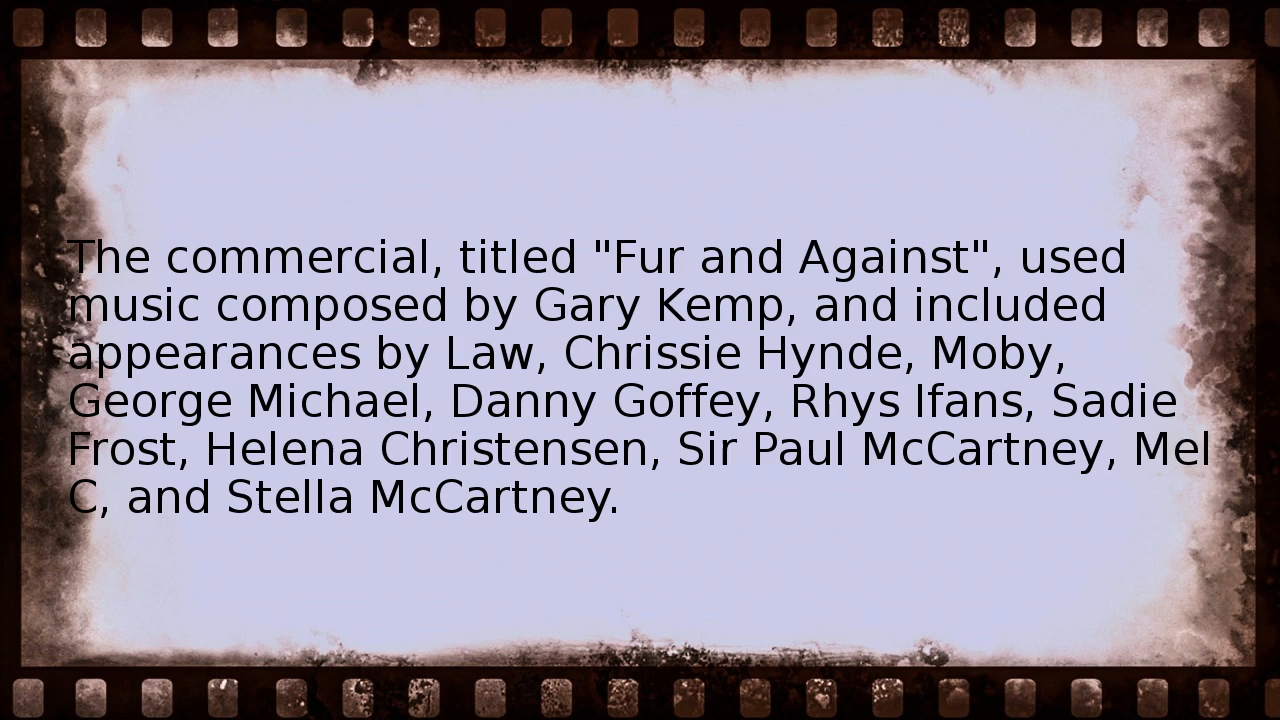 The commercial, titled "Fur and Against", used
music composed by Gary Kemp, and included
appearances by Law, Chrissie Hynde, Moby,
George Michael, Danny Goffey, Rhys Ifans, Sadie
Frost, Helena Christensen, Sir Paul McCartney, Mel
C, and Stella McCartney.